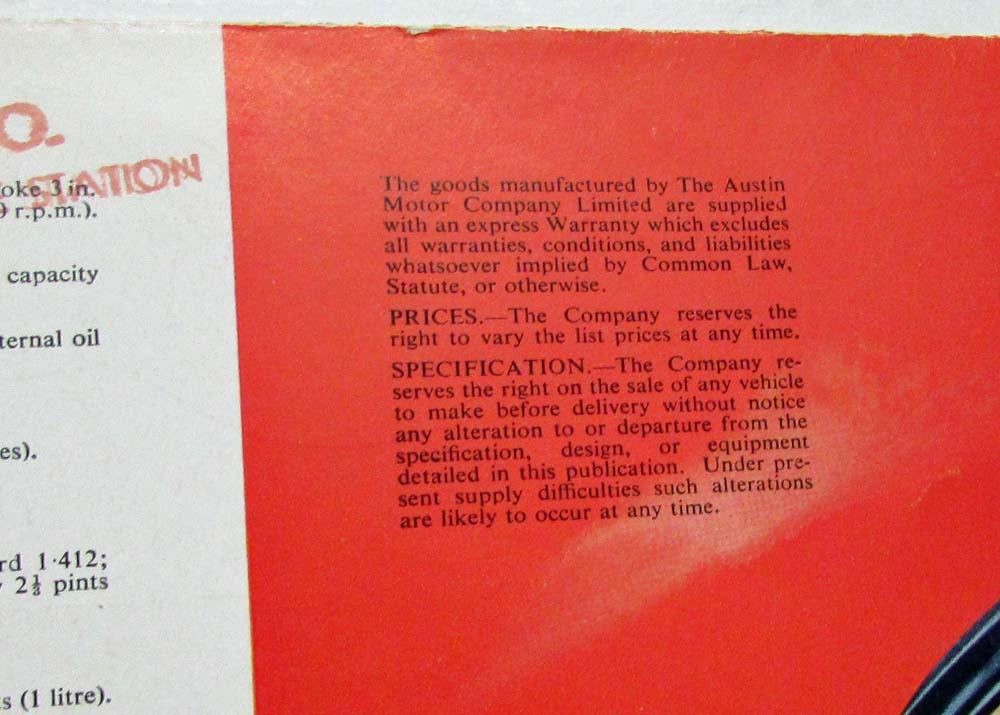 O.
STATION
oke 3 in.
r.p.m.).
capacity
ternal oil
es).
rd 1·412;
2½ pints
s (1 litre).
The goods manufactured by The Austin
Motor Company Limited are supplied
with an express Warranty which excludes
all warranties, conditions, and liabilities
whatsoever implied by Common Law,
Statute, or otherwise.
PRICES.—The Company reserves the
right to vary the list prices at any time.
SPECIFICATION.—The Company re-
serves the right on the sale of any vehicle
to make before delivery without notice
any alteration to or departure from the
specification, design, or equipment
detailed in this publication. Under pre-
sent supply difficulties such alterations
are likely to occur at any time.